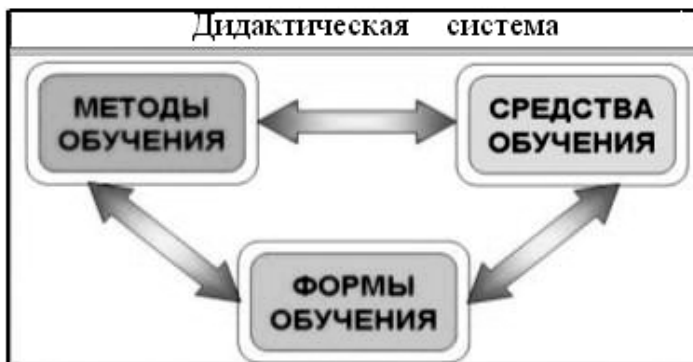 Дидактическая система
МЕТОДЫ
ОБУЧЕНИЯ
СРЕДСТВА
ОБУЧЕНИЯ
ФОРМЫ
ОБУЧЕНИЯ